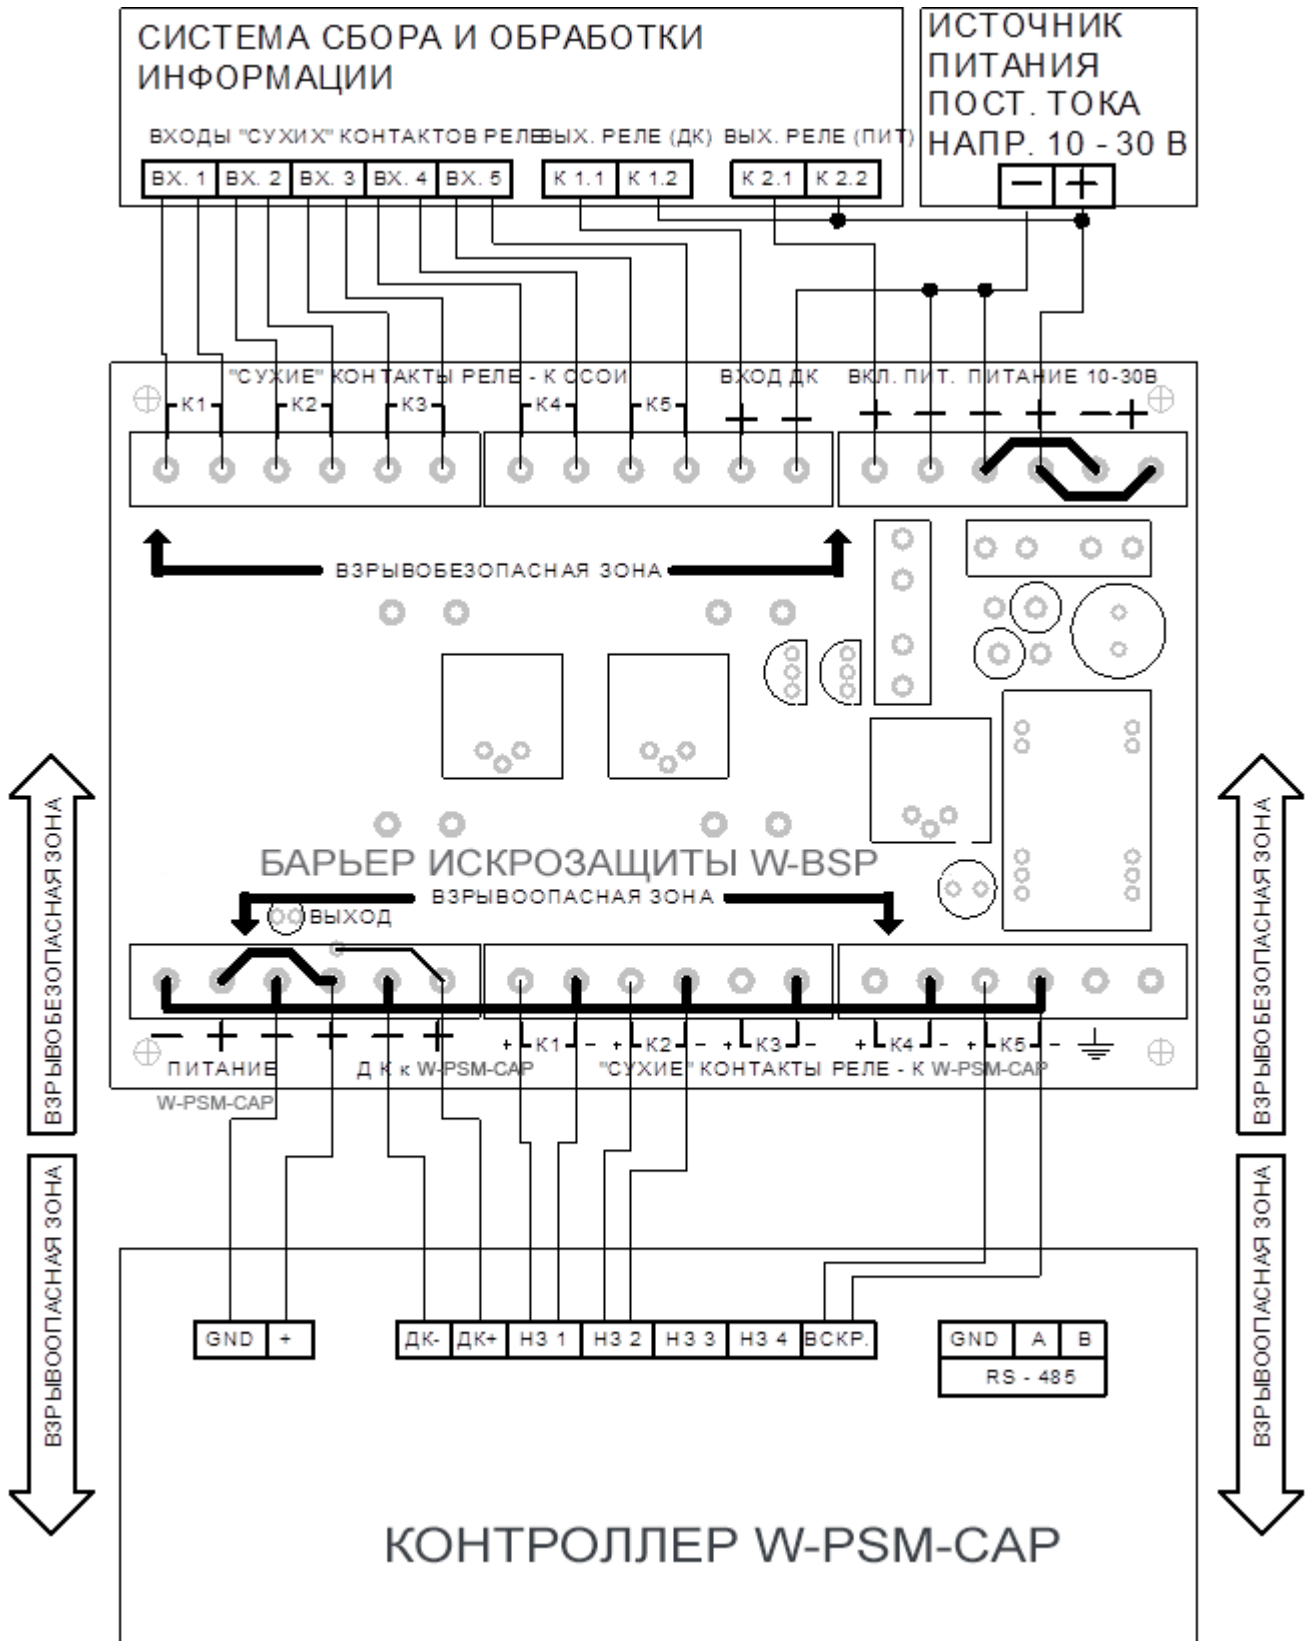 СИСТЕМА СБОРА И ОБРАБОТКИ
ИНФОРМАЦИИ
ИСТОЧНИК
ПИТАНИЯ
ПОСТ. ТОКА
НАПР. 10 - 30 В
ВХОДЫ "СУХИХ" КОНТАКТОВ РЕЛЕ ВЫХ. РЕЛЕ (ДК) ВЫХ. РЕЛЕ (ПИТ)
ВХ. 1 ВХ. 2 ВХ. 3 ВХ. 4 ВХ. 5 К 1.1 К 1.2 К 2.1 К 2.2 − +
"СУХИЕ" КОНТАКТЫ РЕЛЕ - К ССОИ ВХОД ДК ВКЛ. ПИТ. ПИТАНИЕ 10-30В
К1 К2 К3 К4 К5 + − + − − + − +
ВЗРЫВОБЕЗОПАСНАЯ ЗОНА
БАРЬЕР ИСКРОЗАЩИТЫ W-BSP
ВЗРЫВООПАСНАЯ ЗОНА
ВЫХОД
− + − + − + + К1 - + К2 - + К3 - + К4 - + К5 -
ПИТАНИЕ ДК к W-PSM-CAP "СУХИЕ" КОНТАКТЫ РЕЛЕ - К W-PSM-CAP
W-PSM-CAP
ВЗРЫВОБЕЗОПАСНАЯ ЗОНА
ВЗРЫВООПАСНАЯ ЗОНА
ВЗРЫВОБЕЗОПАСНАЯ ЗОНА
ВЗРЫВООПАСНАЯ ЗОНА
GND + ДК- ДК+ НЗ 1 НЗ 2 НЗ 3 НЗ 4 ВСКР. GND A B
RS - 485
КОНТРОЛЛЕР W-PSM-CAP